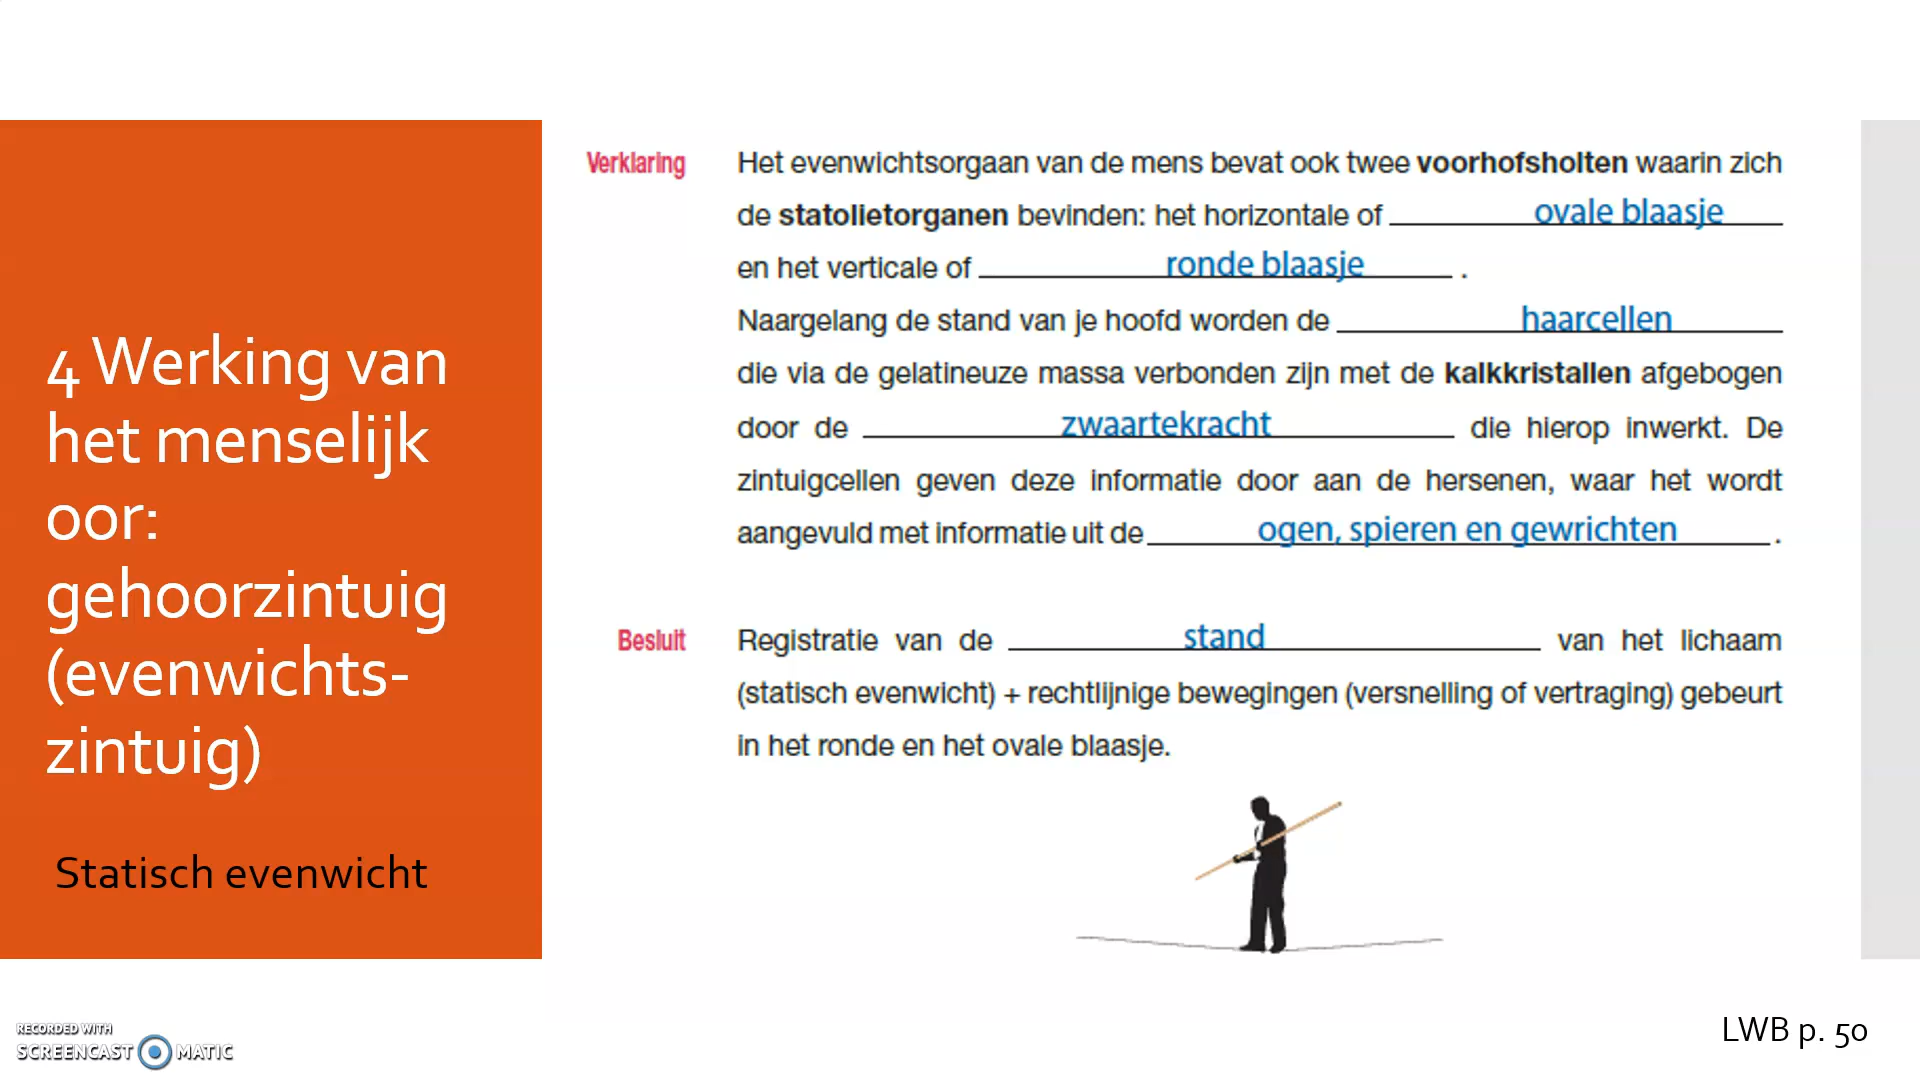 4 Werking van
het menselijk
oor:
gehoorzintuig
(evenwichts-
zintuig)
Statisch evenwicht
Verklaring
Het evenwichtsorgaan van de mens bevat ook twee voorhofsholten waarin zich
de statolietorganen bevinden: het horizontale of ovale blaasje
en het verticale of ronde blaasje .
Naargelang de stand van je hoofd worden de haarcellen
die via de gelatineuze massa verbonden zijn met de kalkkristallen afgebogen
door de zwaartekracht die hierop inwerkt. De
zintuigcellen geven deze informatie door aan de hersenen, waar het wordt
aangevuld met informatie uit de ogen, spieren en gewrichten .
Besluit
Registratie van de stand van het lichaam
(statisch evenwicht) + rechtlijnige bewegingen (versnelling of vertraging) gebeurt
in het ronde en het ovale blaasje.
RECORDED WITH
SCREENCAST MATIC
LWB p. 50